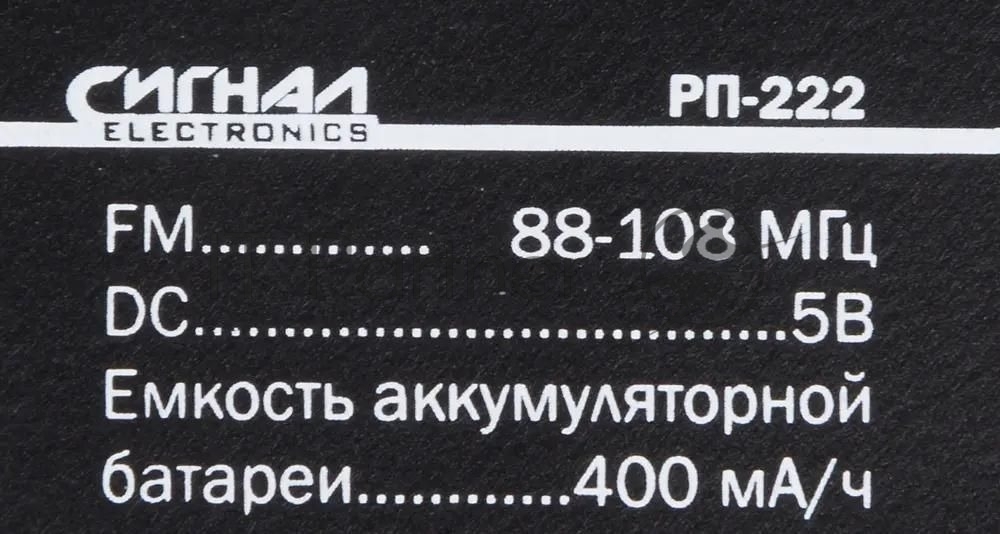 СИГНАЛ РП-222
ELECTRONICS
FM............. 88-108 МГц
DC.................................5В
Емкость аккумуляторной
батареи............400 мА/ч